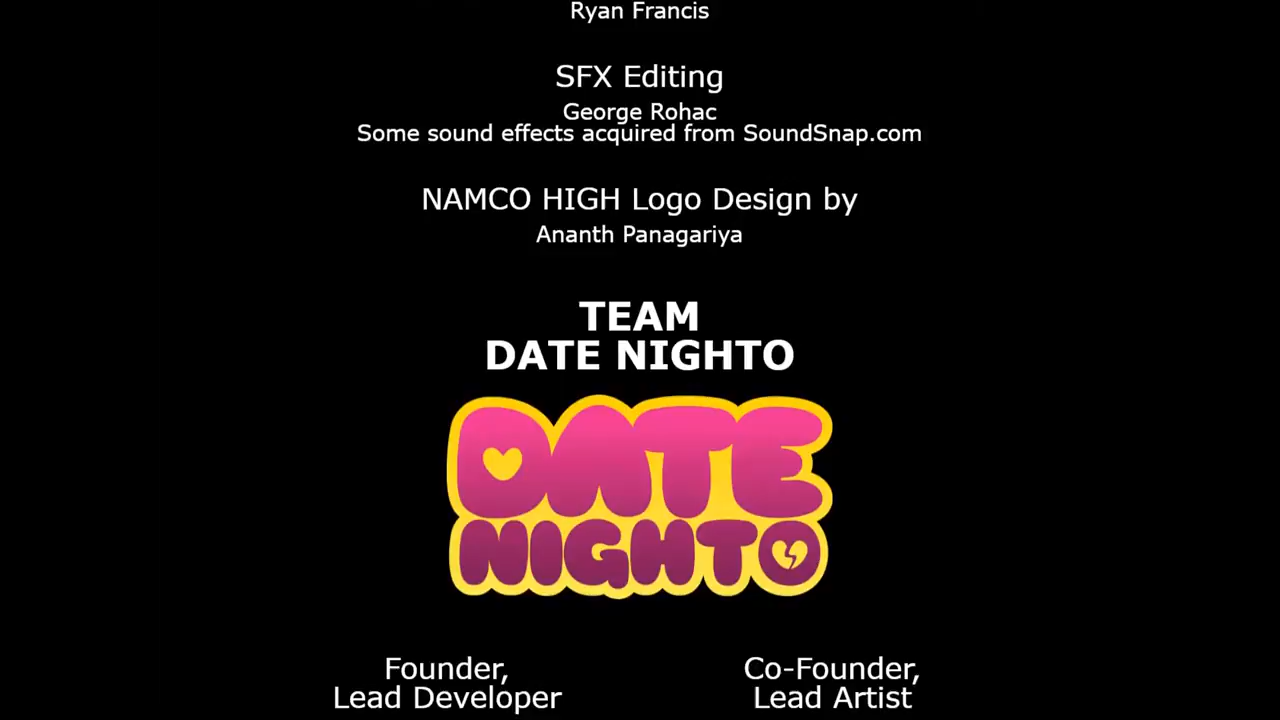 Ryan Francis
SFX Editing
George Rohac
Some sound effects acquired from SoundSnap.com
NAMCO HIGH Logo Design by
Ananth Panagariya
TEAM
DATE NIGHTO
DATE
NIGHTO
Founder,
Lead Developer
Co-Founder,
Lead Artist